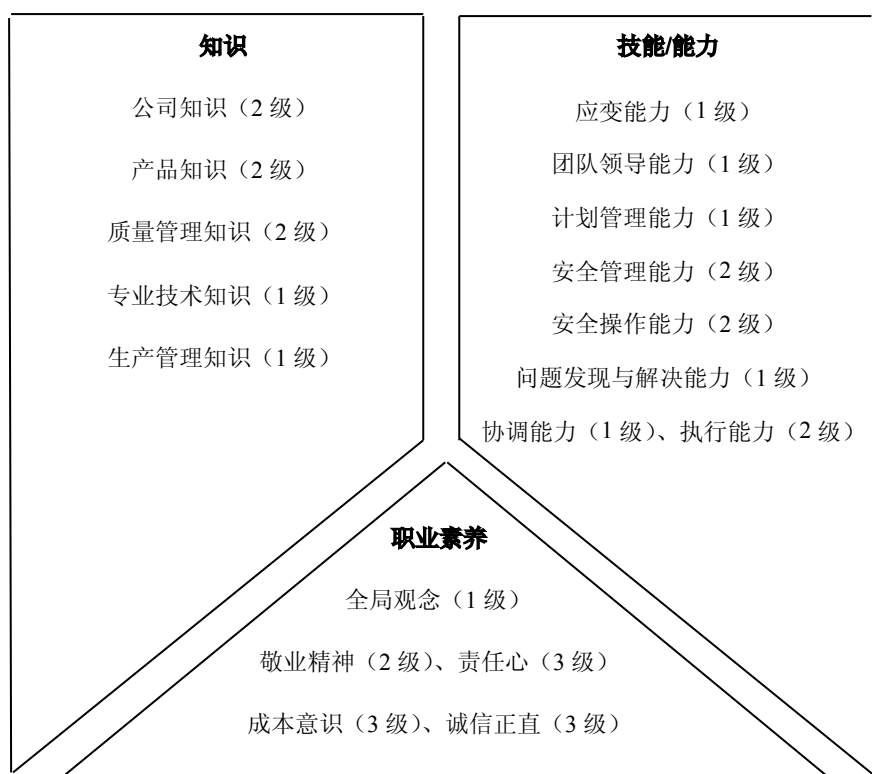 知识
公司知识（2 级）
产品知识（2 级）
质量管理知识（2 级）
专业技术知识（1 级）
生产管理知识（1 级）
技能/能力
应变能力（1 级）
团队领导能力（1 级）
计划管理能力（1 级）
安全管理能力（2 级）
安全操作能力（2 级）
问题发现与解决能力（1 级）
协调能力（1 级）、执行能力（2 级）
职业素养
全局观念（1 级）
敬业精神（2 级）、责任心（3 级）
成本意识（3 级）、诚信正直（3 级）